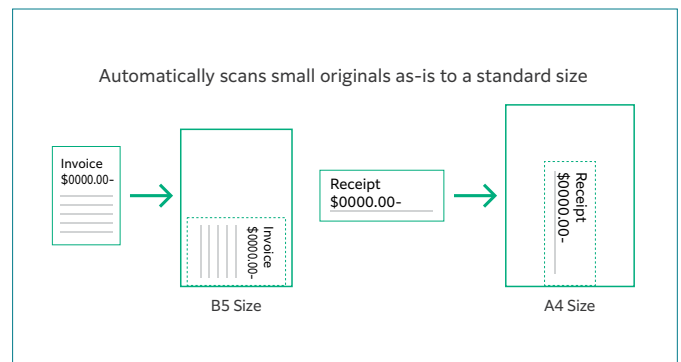 Automatically scans small originals as-is to a standard size
Invoice
$0000.00-
Invoice
$0000.00-
B5 Size
Receipt
$0000.00-
Receipt
$0000.00-
A4 Size